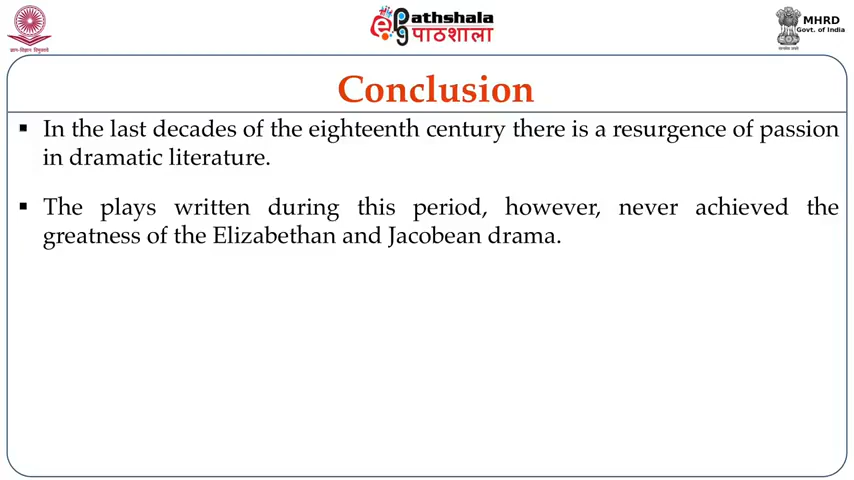 ePathshala
पाठशाला
MHRD
Govt. of India
Conclusion
▪ In the last decades of the eighteenth century there is a resurgence of passion
in dramatic literature.
▪ The plays written during this period, however, never achieved the
greatness of the Elizabethan and Jacobean drama.